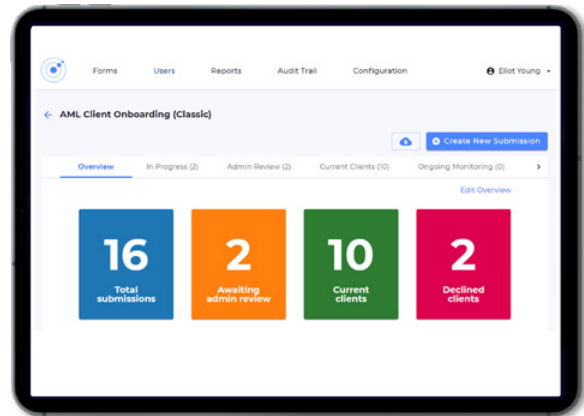 Forms Users Reports Audit Trail Configuration Eliot Young
AML Client Onboarding (Classic)
Create New Submission
Overview In Progress (2) Admin Review (2) Current Clients (10) Ongoing Monitoring (0)
Edit Overview
16
Total
submissions
2
Awaiting
admin review
10
Current
clients
2
Declined
clients